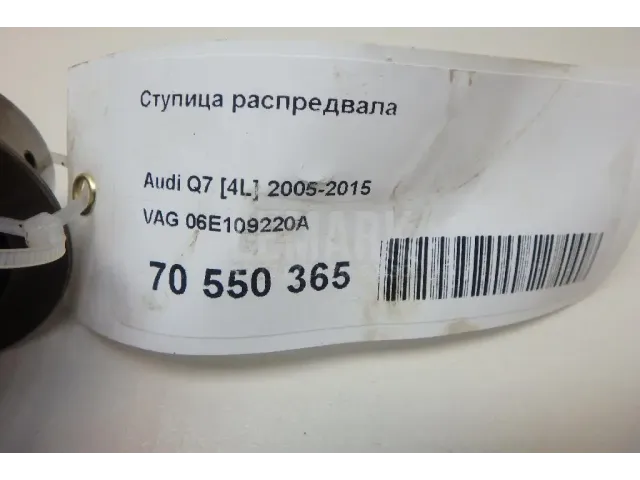 Ступица распредвала
Audi Q7 [4L] 2005-2015
VAG 06E109220A
70 550 365